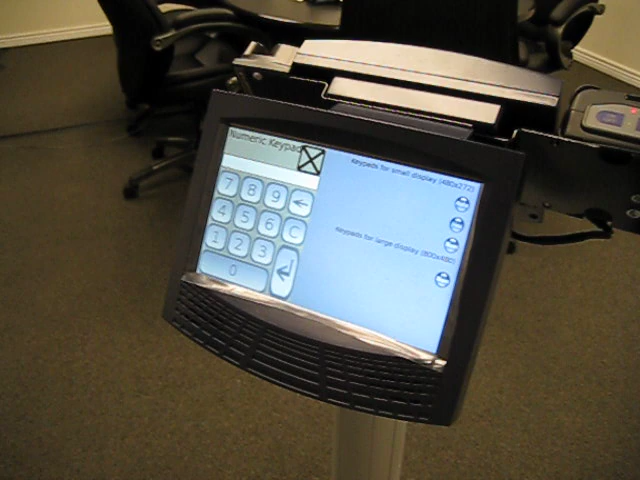 Numeric Keypad
7 8 9 ←
4 5 6 C
1 2 3
0
Keypads for small display (480x272)
Keypads for large display (800x480)